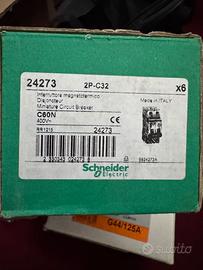 24273 2P-C32 x6
Interruttore magnetotermico
Disjoncteur
Miniature Circuit Breaker
Made in ITALY
C60N
400V~
24273
Schneider
Electric
G44/125A
subito